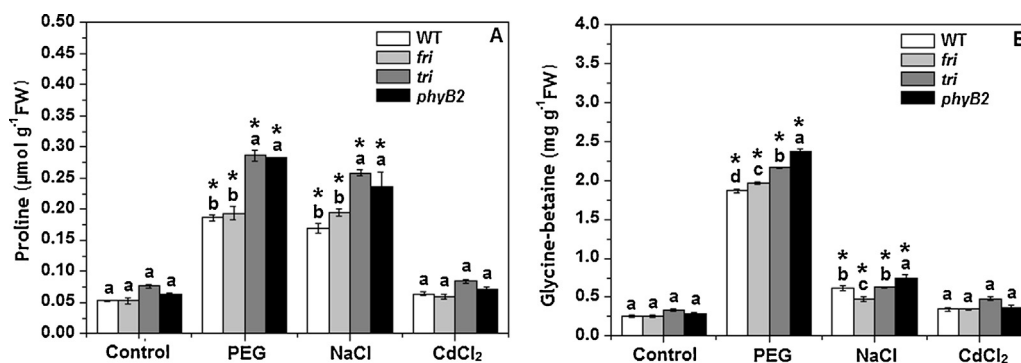 A
Proline (µmol g⁻¹FW)
0.50
0.45
0.40
0.35
0.30
0.25
0.20
0.15
0.10
0.05
0.00
WT
fri
tri
phyB2
a a a a
* * * *
b b a a
* * * *
b b a a
a a a a
Control PEG NaCl CdCl₂
Glycine-betaine (mg g⁻¹FW)
4.0
3.5
3.0
2.5
2.0
1.5
1.0
0.5
0.0
WT
fri
tri
phyB2
a a a a
* * * *
d c b a
* * * *
b c b a
a a a a
Control PEG NaCl CdCl₂